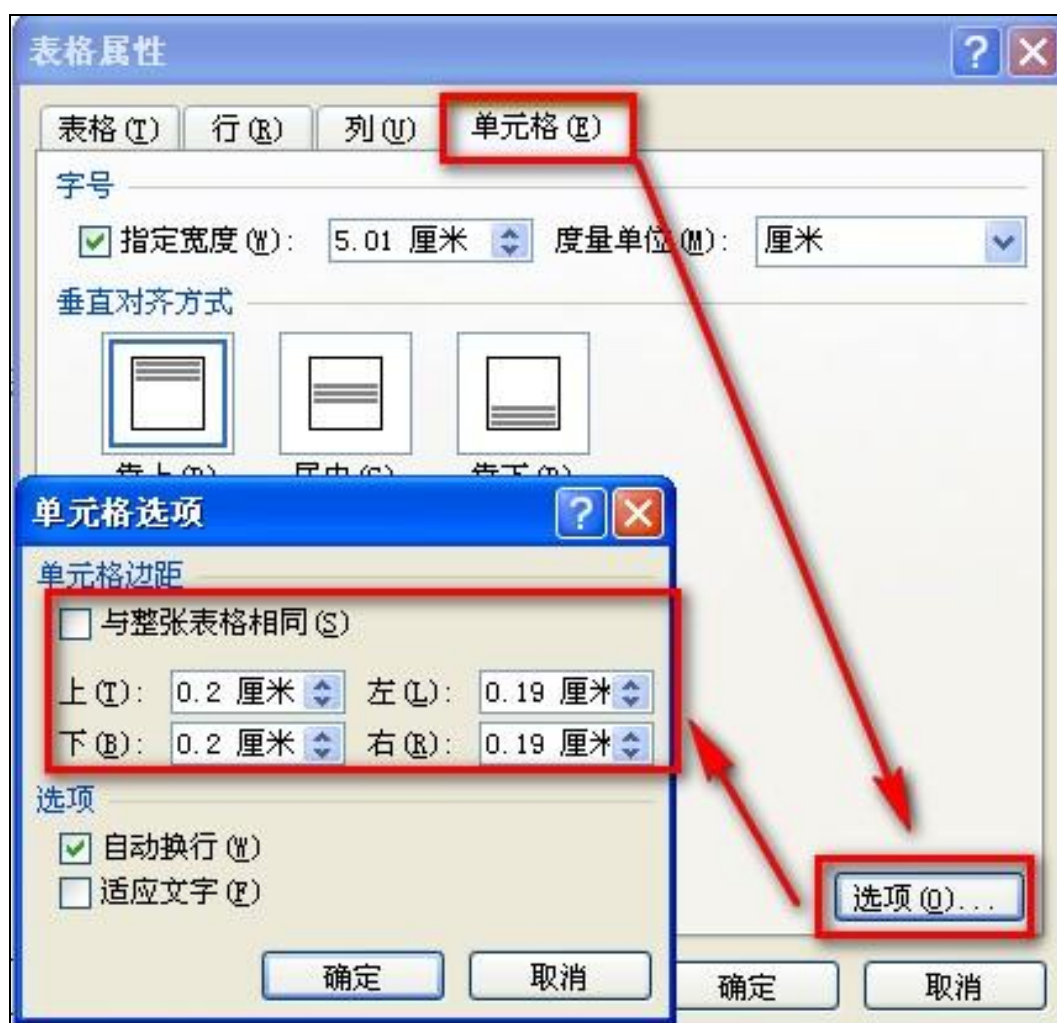 表格属性
表格(T) 行(R) 列(U) 单元格(E)
字号
指定宽度(W): 5.01 厘米 度量单位(M): 厘米
垂直对齐方式
单元格选项
单元格边距
与整张表格相同(S)
上(T): 0.2 厘米 左(L): 0.19 厘米
下(B): 0.2 厘米 右(R): 0.19 厘米
选项
自动换行(W)
适应文字(F)
选项(O)...
确定 取消 确定 取消